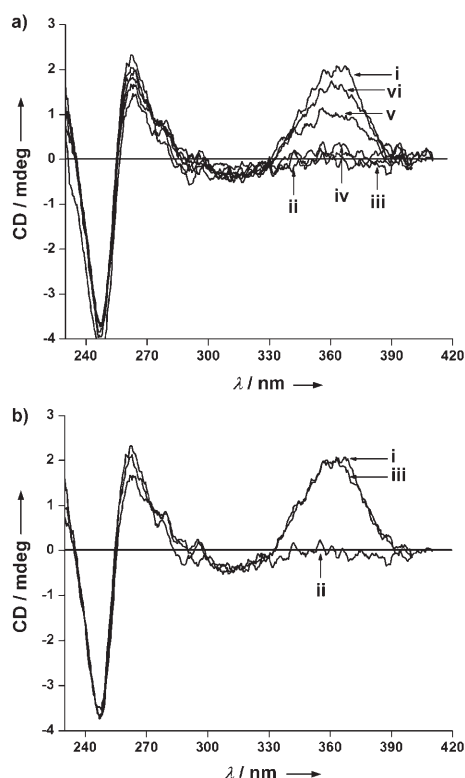 a)
3
2
1
0
-1
-2
-3
-4
CD / mdeg
i
vi
v
ii
iv
iii
240 270 300 330 360 390 420
λ / nm
b)
3
2
1
0
-1
-2
-3
-4
CD / mdeg
i
iii
ii
240 270 300 330 360 390 420
λ / nm